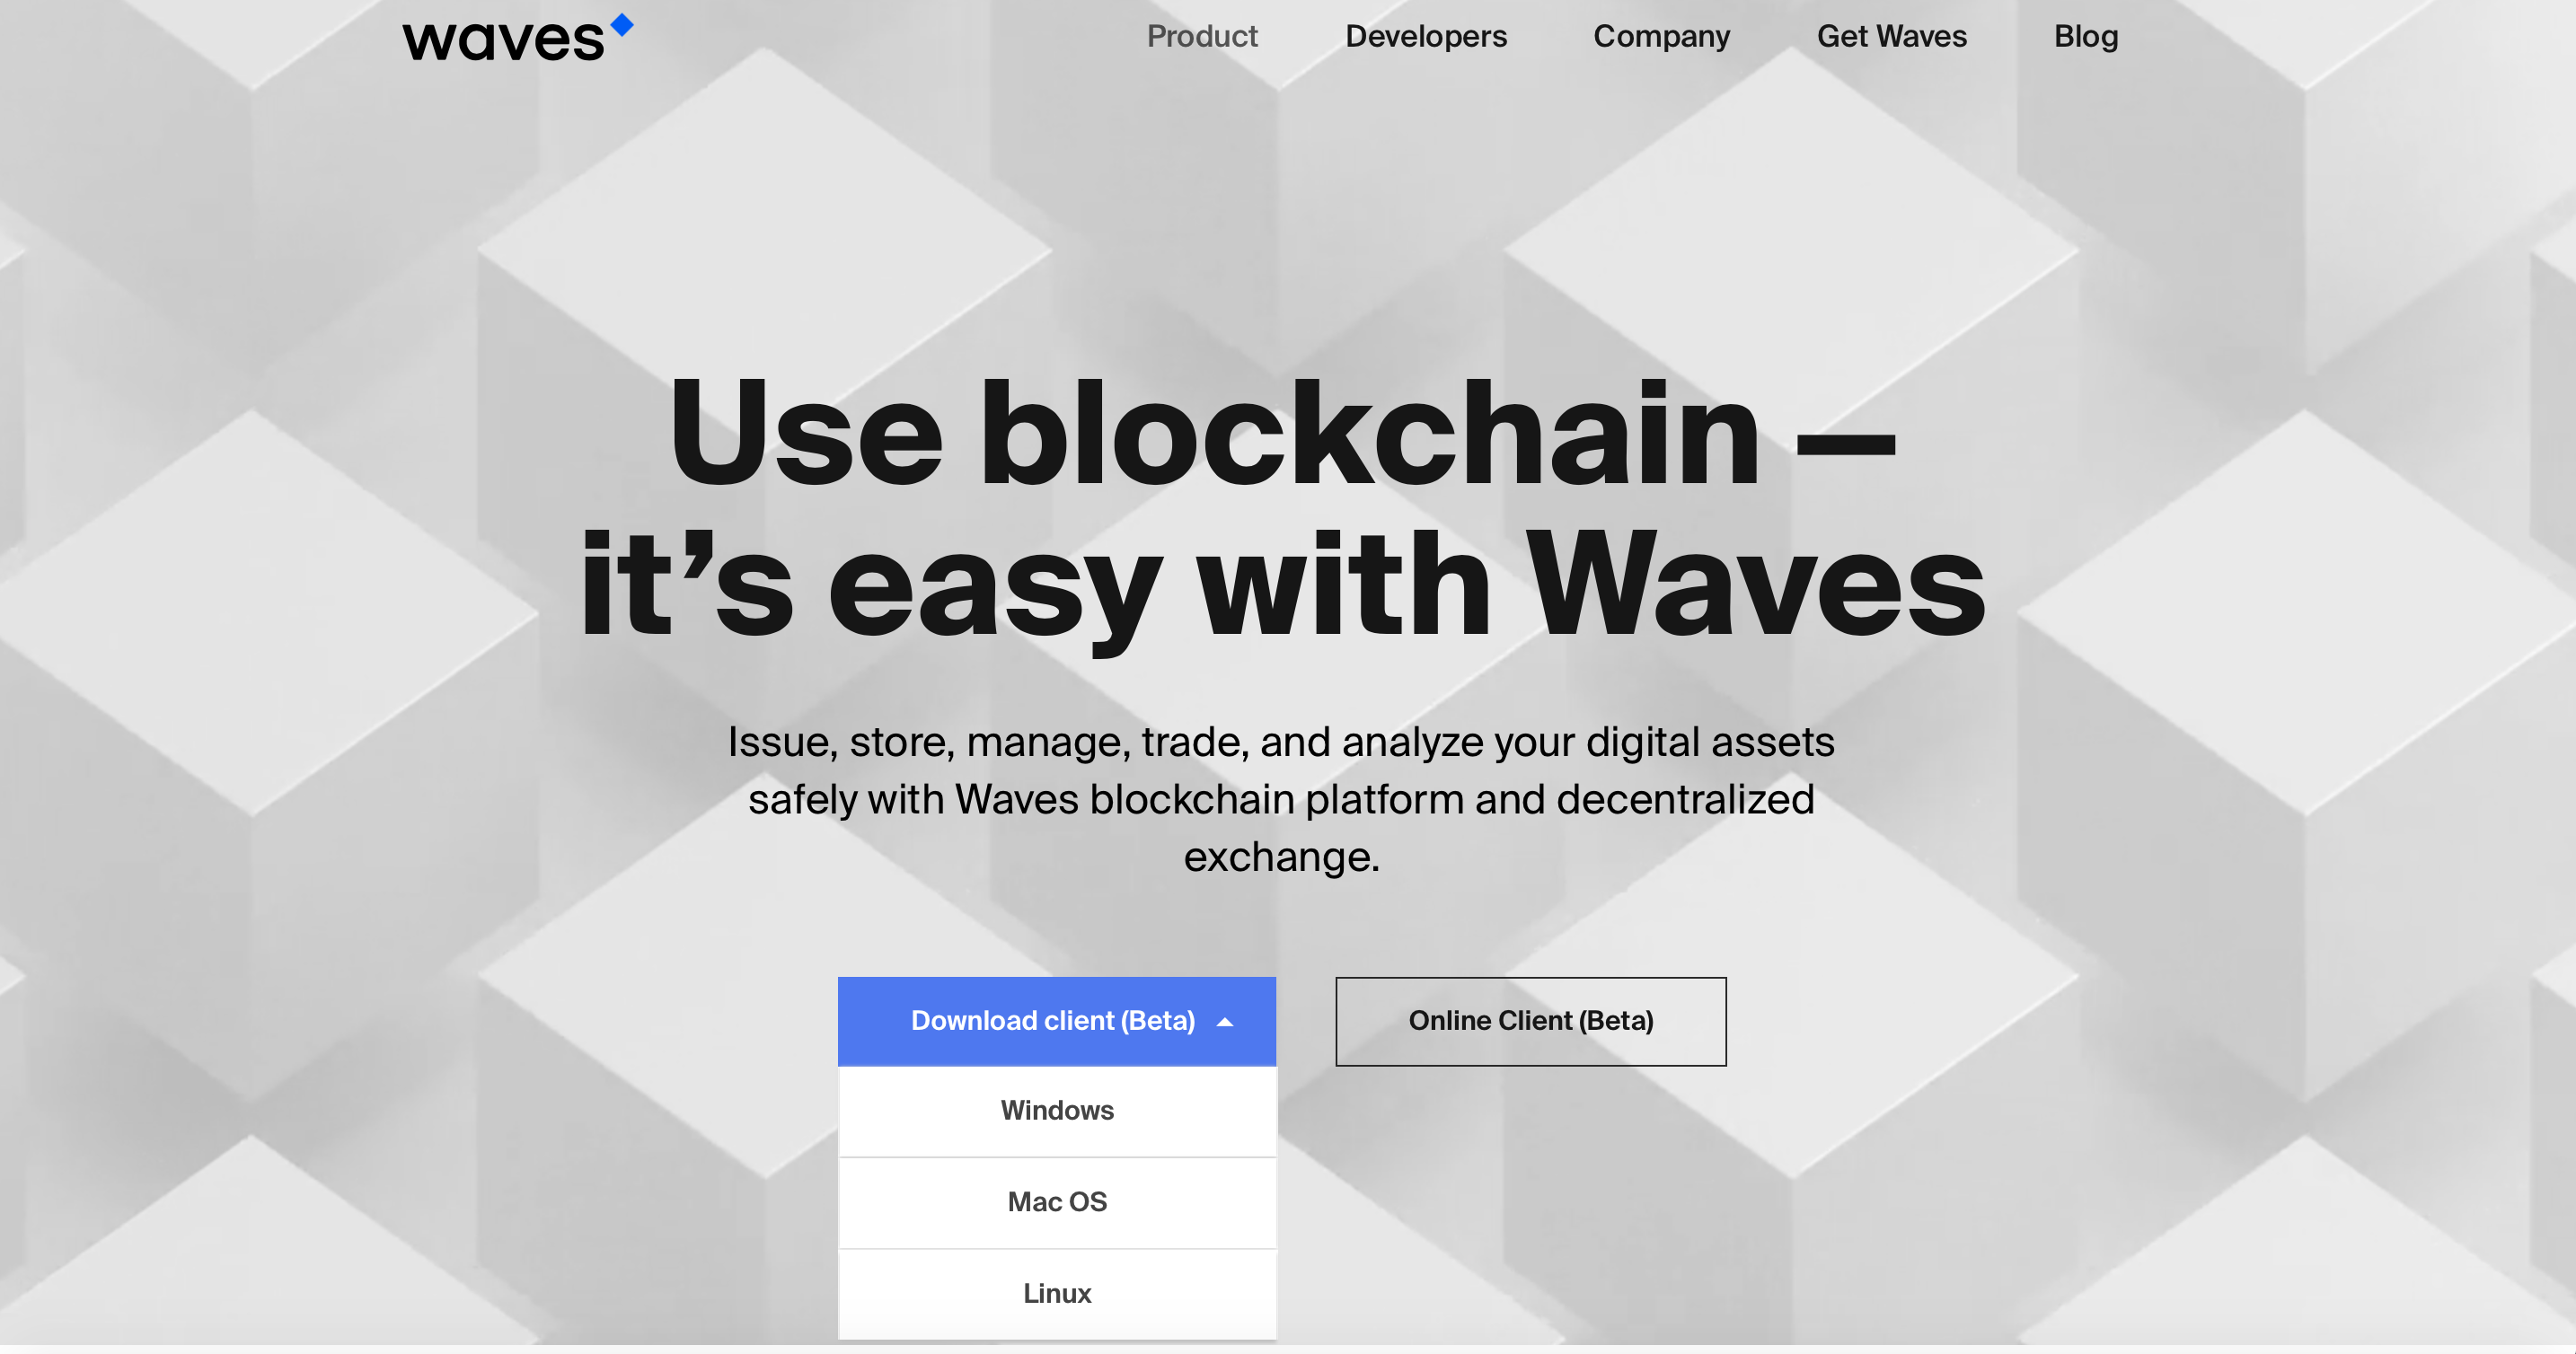 waves
Product
Developers
Company
Get Waves
Blog
Use blockchain –
it’s easy with Waves
Issue, store, manage, trade, and analyze your digital assets
safely with Waves blockchain platform and decentralized
exchange.
Download client (Beta)
Online Client (Beta)
Windows
Mac OS
Linux